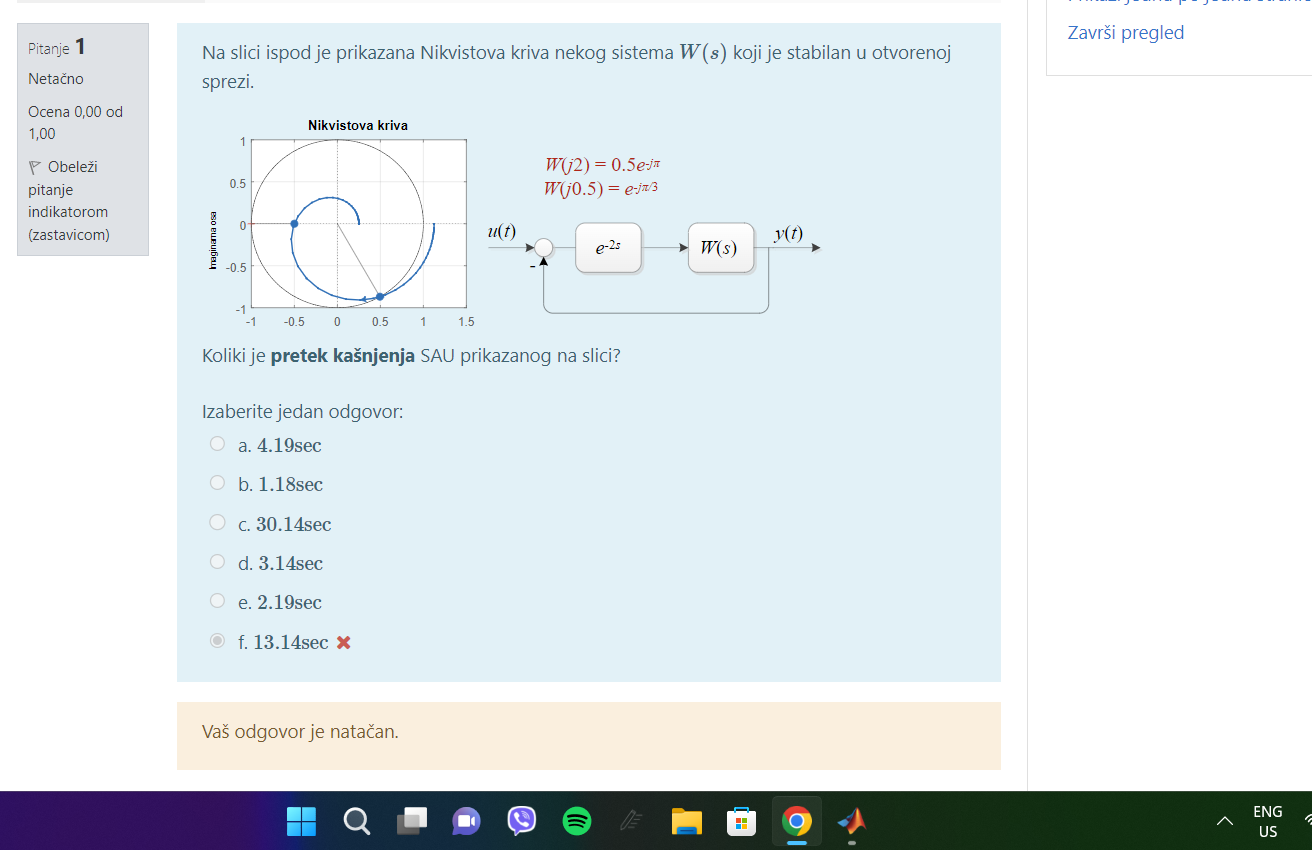 Završi pregled
Pitanje 1
Netačno
Ocena 0,00 od
1,00
Obeleži
pitanje
indikatorom
(zastavicom)
Na slici ispod je prikazana Nikvistova kriva nekog sistema W(s) koji je stabilan u otvorenoj
sprezi.
Nikvistova kriva
Imaginarna osa
1
0.5
0
-0.5
-1
-1 -0.5 0 0.5 1 1.5
W(j2) = 0.5e-jπ
W(j0.5) = e-jπ/3
u(t)
-
e-2s
W(s)
y(t)
Koliki je pretek kašnjenja SAU prikazanog na slici?
Izaberite jedan odgovor:
a. 4.19sec
b. 1.18sec
c. 30.14sec
d. 3.14sec
e. 2.19sec
f. 13.14sec
Vaš odgovor je natačan.
ENG
US